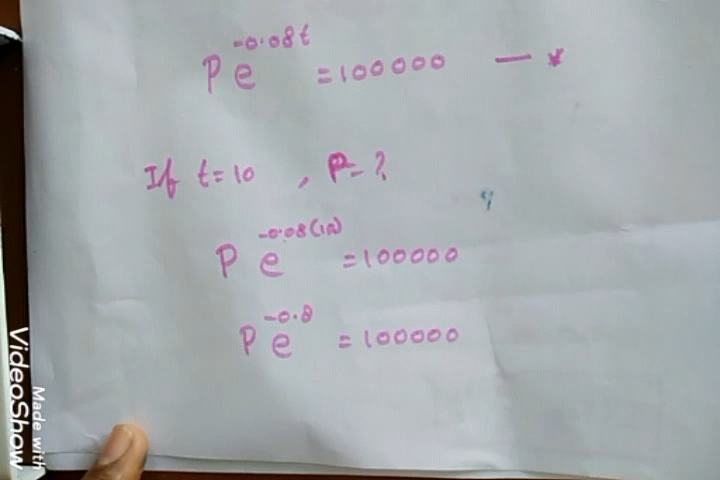 Pe^-0.08t = 100000 — *
If t = 10, P = ?
Pe^-0.08(10) = 100000
Pe^-0.8 = 100000
Made with
VideoShow